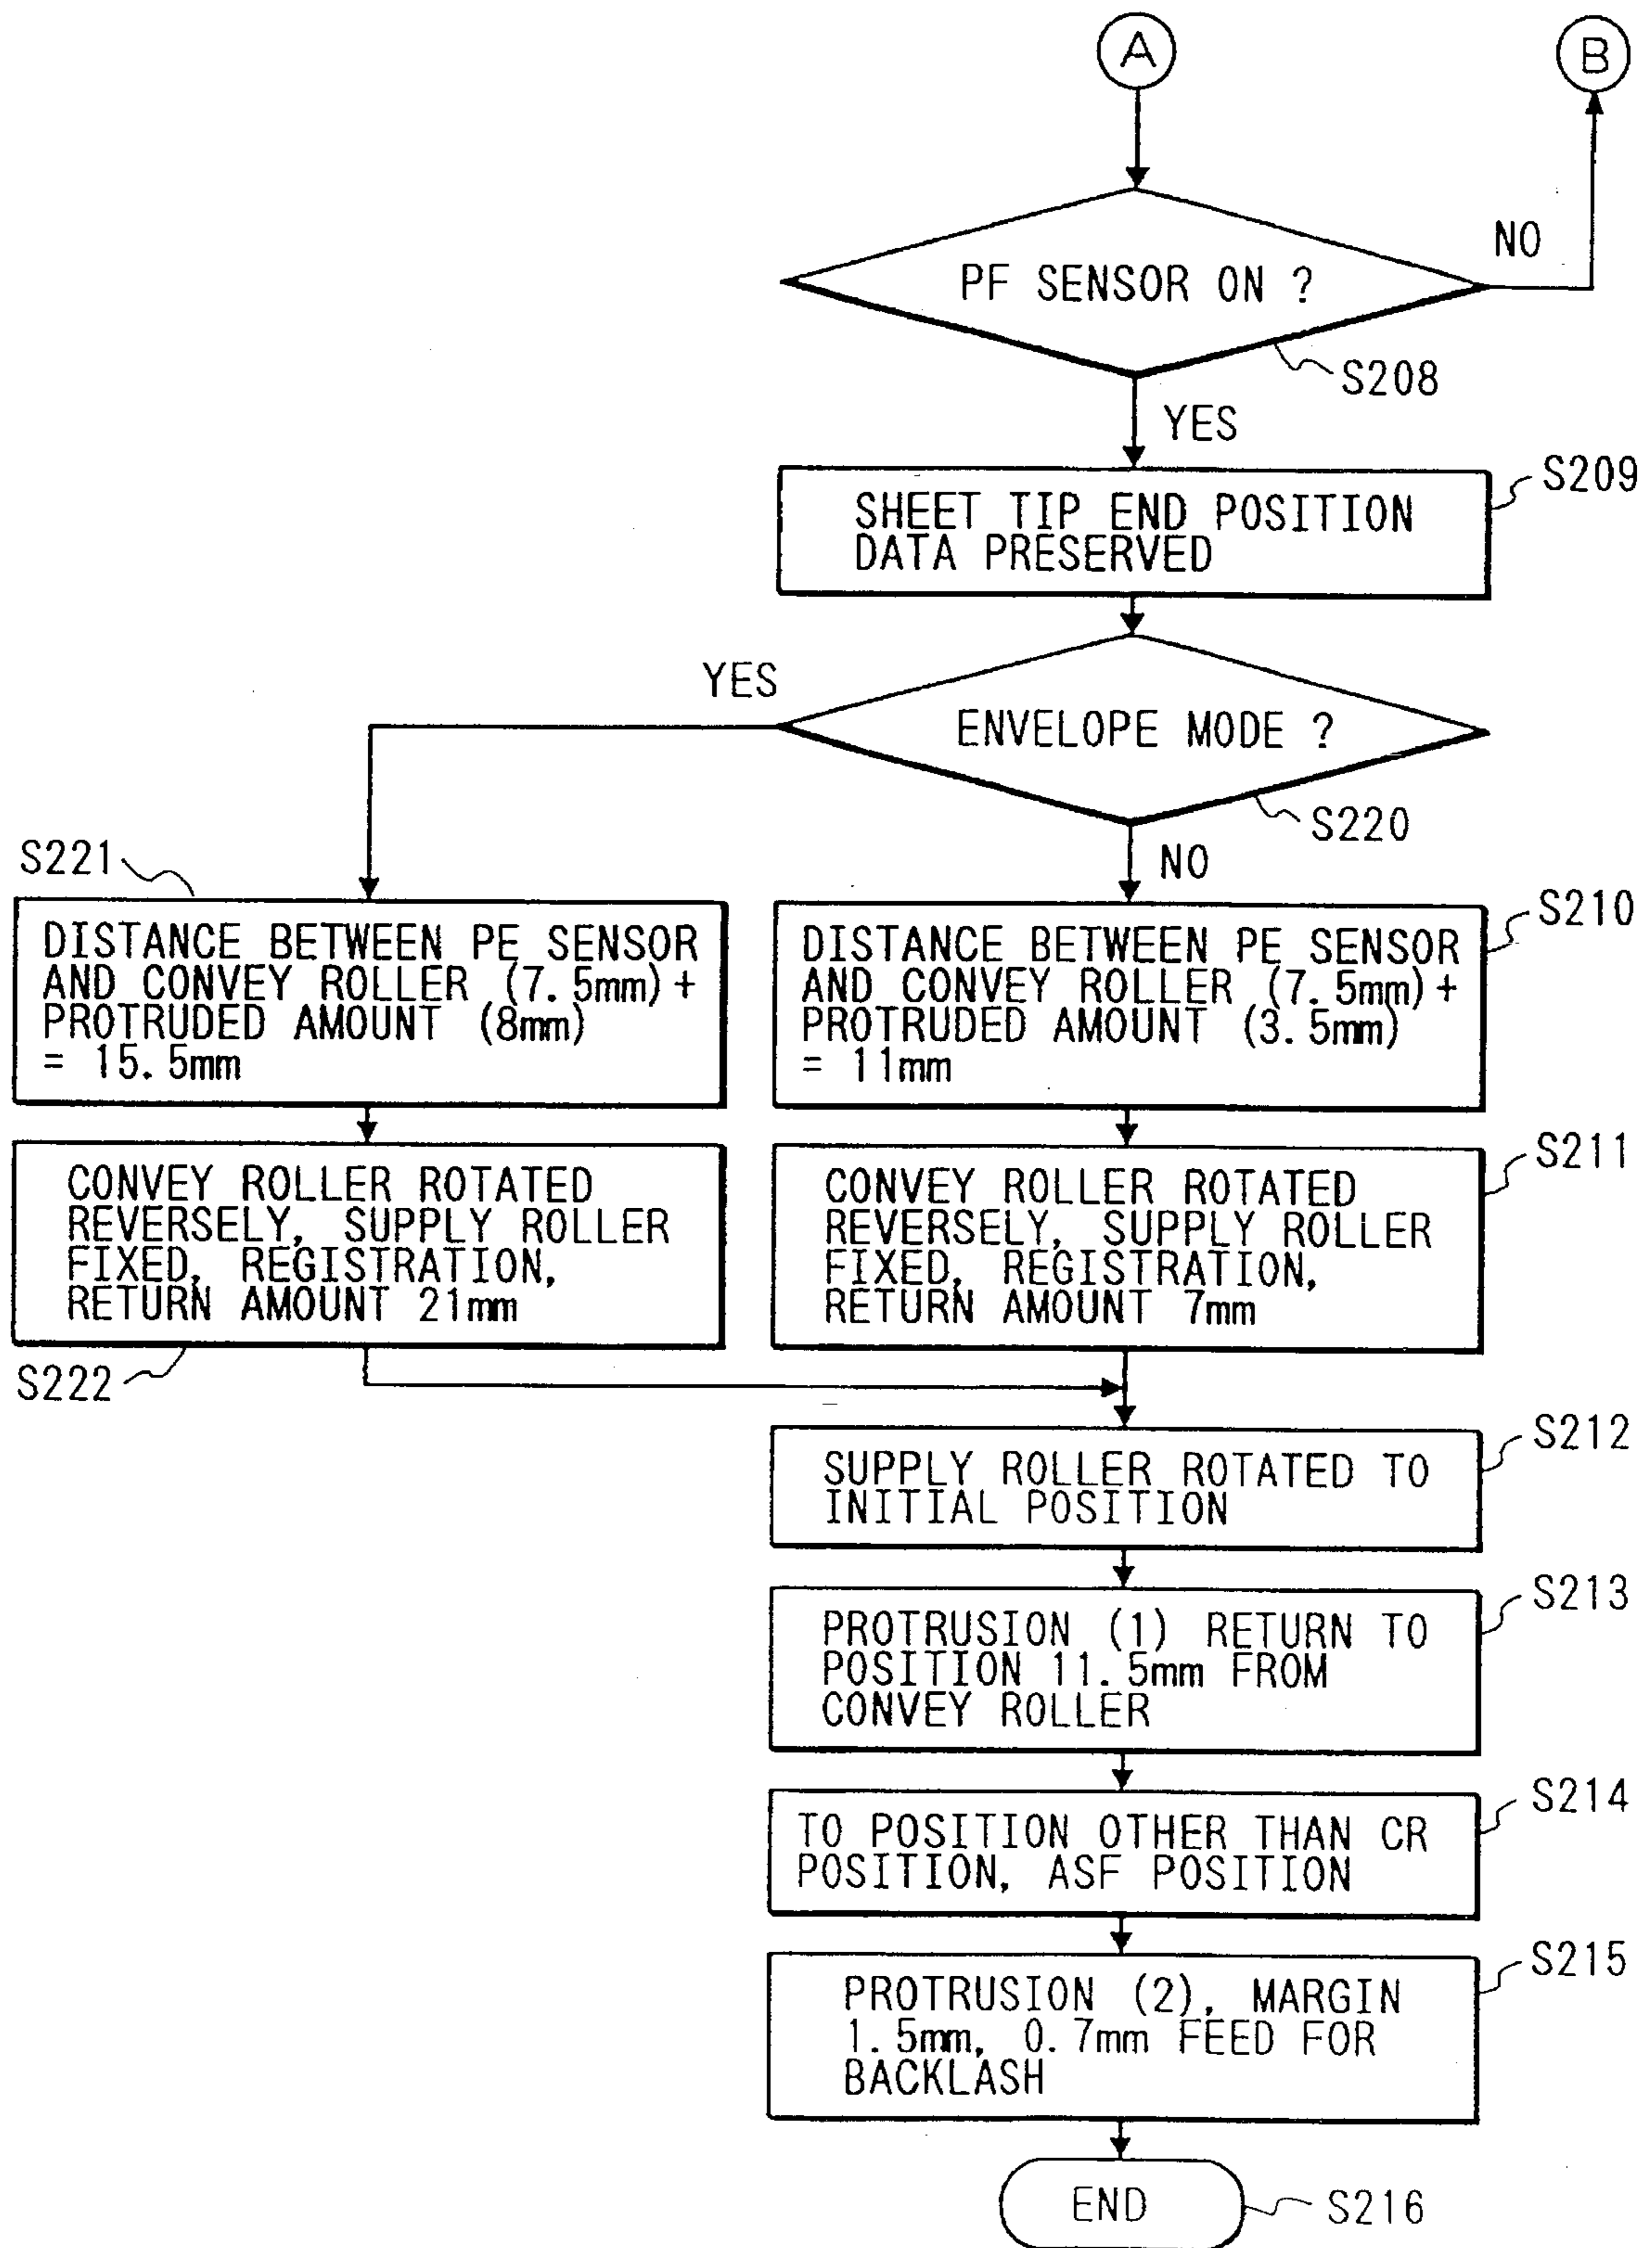 A
B
PF SENSOR ON ?
NO
S208
YES
S209
SHEET TIP END POSITION
DATA PRESERVED
YES
ENVELOPE MODE ?
S220
NO
S221
DISTANCE BETWEEN PE SENSOR
AND CONVEY ROLLER (7.5mm)+
PROTRUDED AMOUNT (8mm)
= 15.5mm
S210
DISTANCE BETWEEN PE SENSOR
AND CONVEY ROLLER (7.5mm)+
PROTRUDED AMOUNT (3.5mm)
= 11mm
CONVEY ROLLER ROTATED
REVERSELY, SUPPLY ROLLER
FIXED, REGISTRATION,
RETURN AMOUNT 21mm
S222
S211
CONVEY ROLLER ROTATED
REVERSELY, SUPPLY ROLLER
FIXED, REGISTRATION,
RETURN AMOUNT 7mm
S212
SUPPLY ROLLER ROTATED TO
INITIAL POSITION
S213
PROTRUSION (1) RETURN TO
POSITION 11.5mm FROM
CONVEY ROLLER
S214
TO POSITION OTHER THAN CR
POSITION, ASF POSITION
S215
PROTRUSION (2), MARGIN
1.5mm, 0.7mm FEED FOR
BACKLASH
END
S216